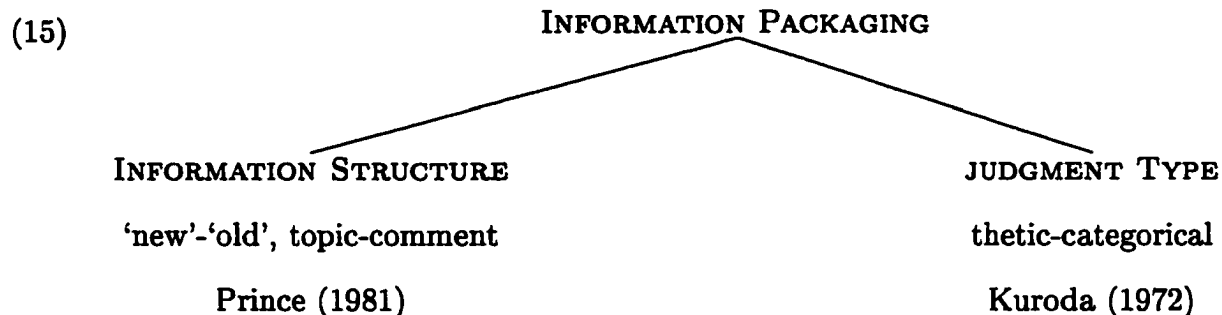 (15) INFORMATION PACKAGING
INFORMATION STRUCTURE JUDGMENT TYPE
‘new’-‘old’, topic-comment thetic-categorical
Prince (1981) Kuroda (1972)